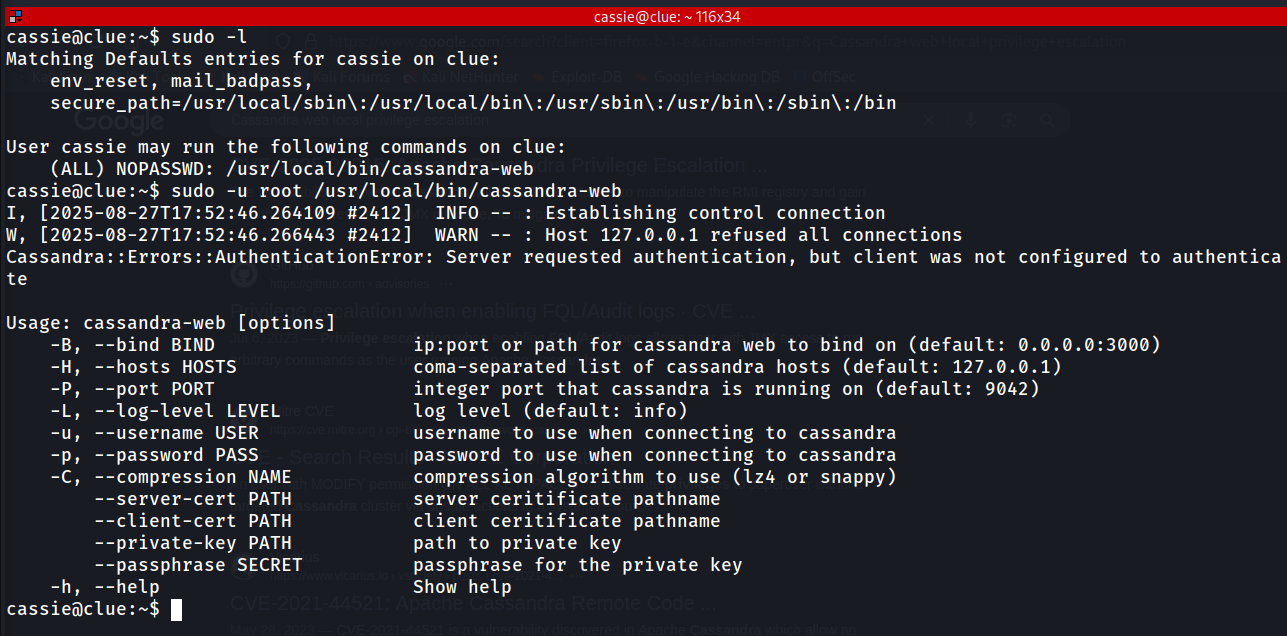 cassie@clue: ~ 116x34
cassie@clue:~$ sudo -l
Matching Defaults entries for cassie on clue:
    env_reset, mail_badpass,
    secure_path=/usr/local/sbin\:/usr/local/bin\:/usr/sbin\:/usr/bin\:/sbin\:/bin

User cassie may run the following commands on clue:
    (ALL) NOPASSWD: /usr/local/bin/cassandra-web
cassie@clue:~$ sudo -u root /usr/local/bin/cassandra-web
I, [2025-08-27T17:52:46.264109 #2412]  INFO -- : Establishing control connection
W, [2025-08-27T17:52:46.266443 #2412]  WARN -- : Host 127.0.0.1 refused all connections
Cassandra::Errors::AuthenticationError: Server requested authentication, but client was not configured to authentica
te

Usage: cassandra-web [options]
    -B, --bind BIND                  ip:port or path for cassandra web to bind on (default: 0.0.0.0:3000)
    -H, --hosts HOSTS                coma-separated list of cassandra hosts (default: 127.0.0.1)
    -P, --port PORT                  integer port that cassandra is running on (default: 9042)
    -L, --log-level LEVEL            log level (default: info)
    -u, --username USER              username to use when connecting to cassandra
    -p, --password PASS              password to use when connecting to cassandra
    -C, --compression NAME           compression algorithm to use (lz4 or snappy)
        --server-cert PATH           server ceritificate pathname
        --client-cert PATH           client ceritificate pathname
        --private-key PATH           path to private key
        --passphrase SECRET          passphrase for the private key
    -h, --help                       Show help
cassie@clue:~$